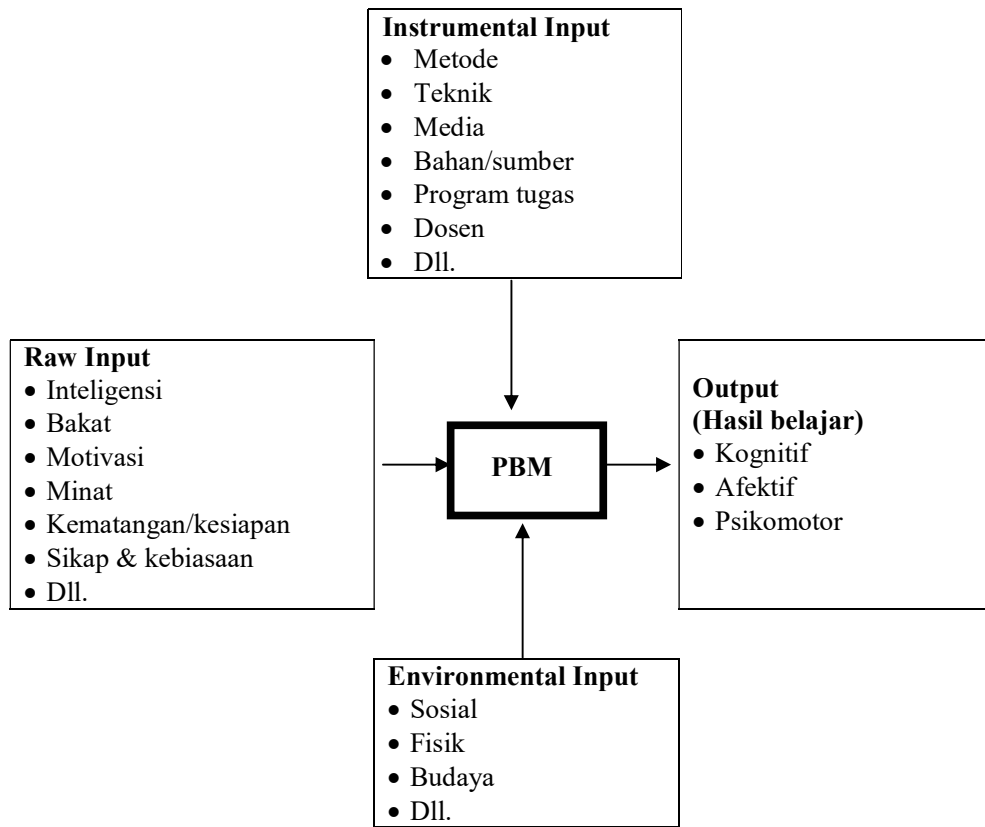 Instrumental Input
• Metode
• Teknik
• Media
• Bahan/sumber
• Program tugas
• Dosen
• Dll.
Raw Input
• Inteligensi
• Bakat
• Motivasi
• Minat
• Kematangan/kesiapan
• Sikap & kebiasaan
• Dll.
PBM
Output
(Hasil belajar)
• Kognitif
• Afektif
• Psikomotor
Environmental Input
• Sosial
• Fisik
• Budaya
• Dll.